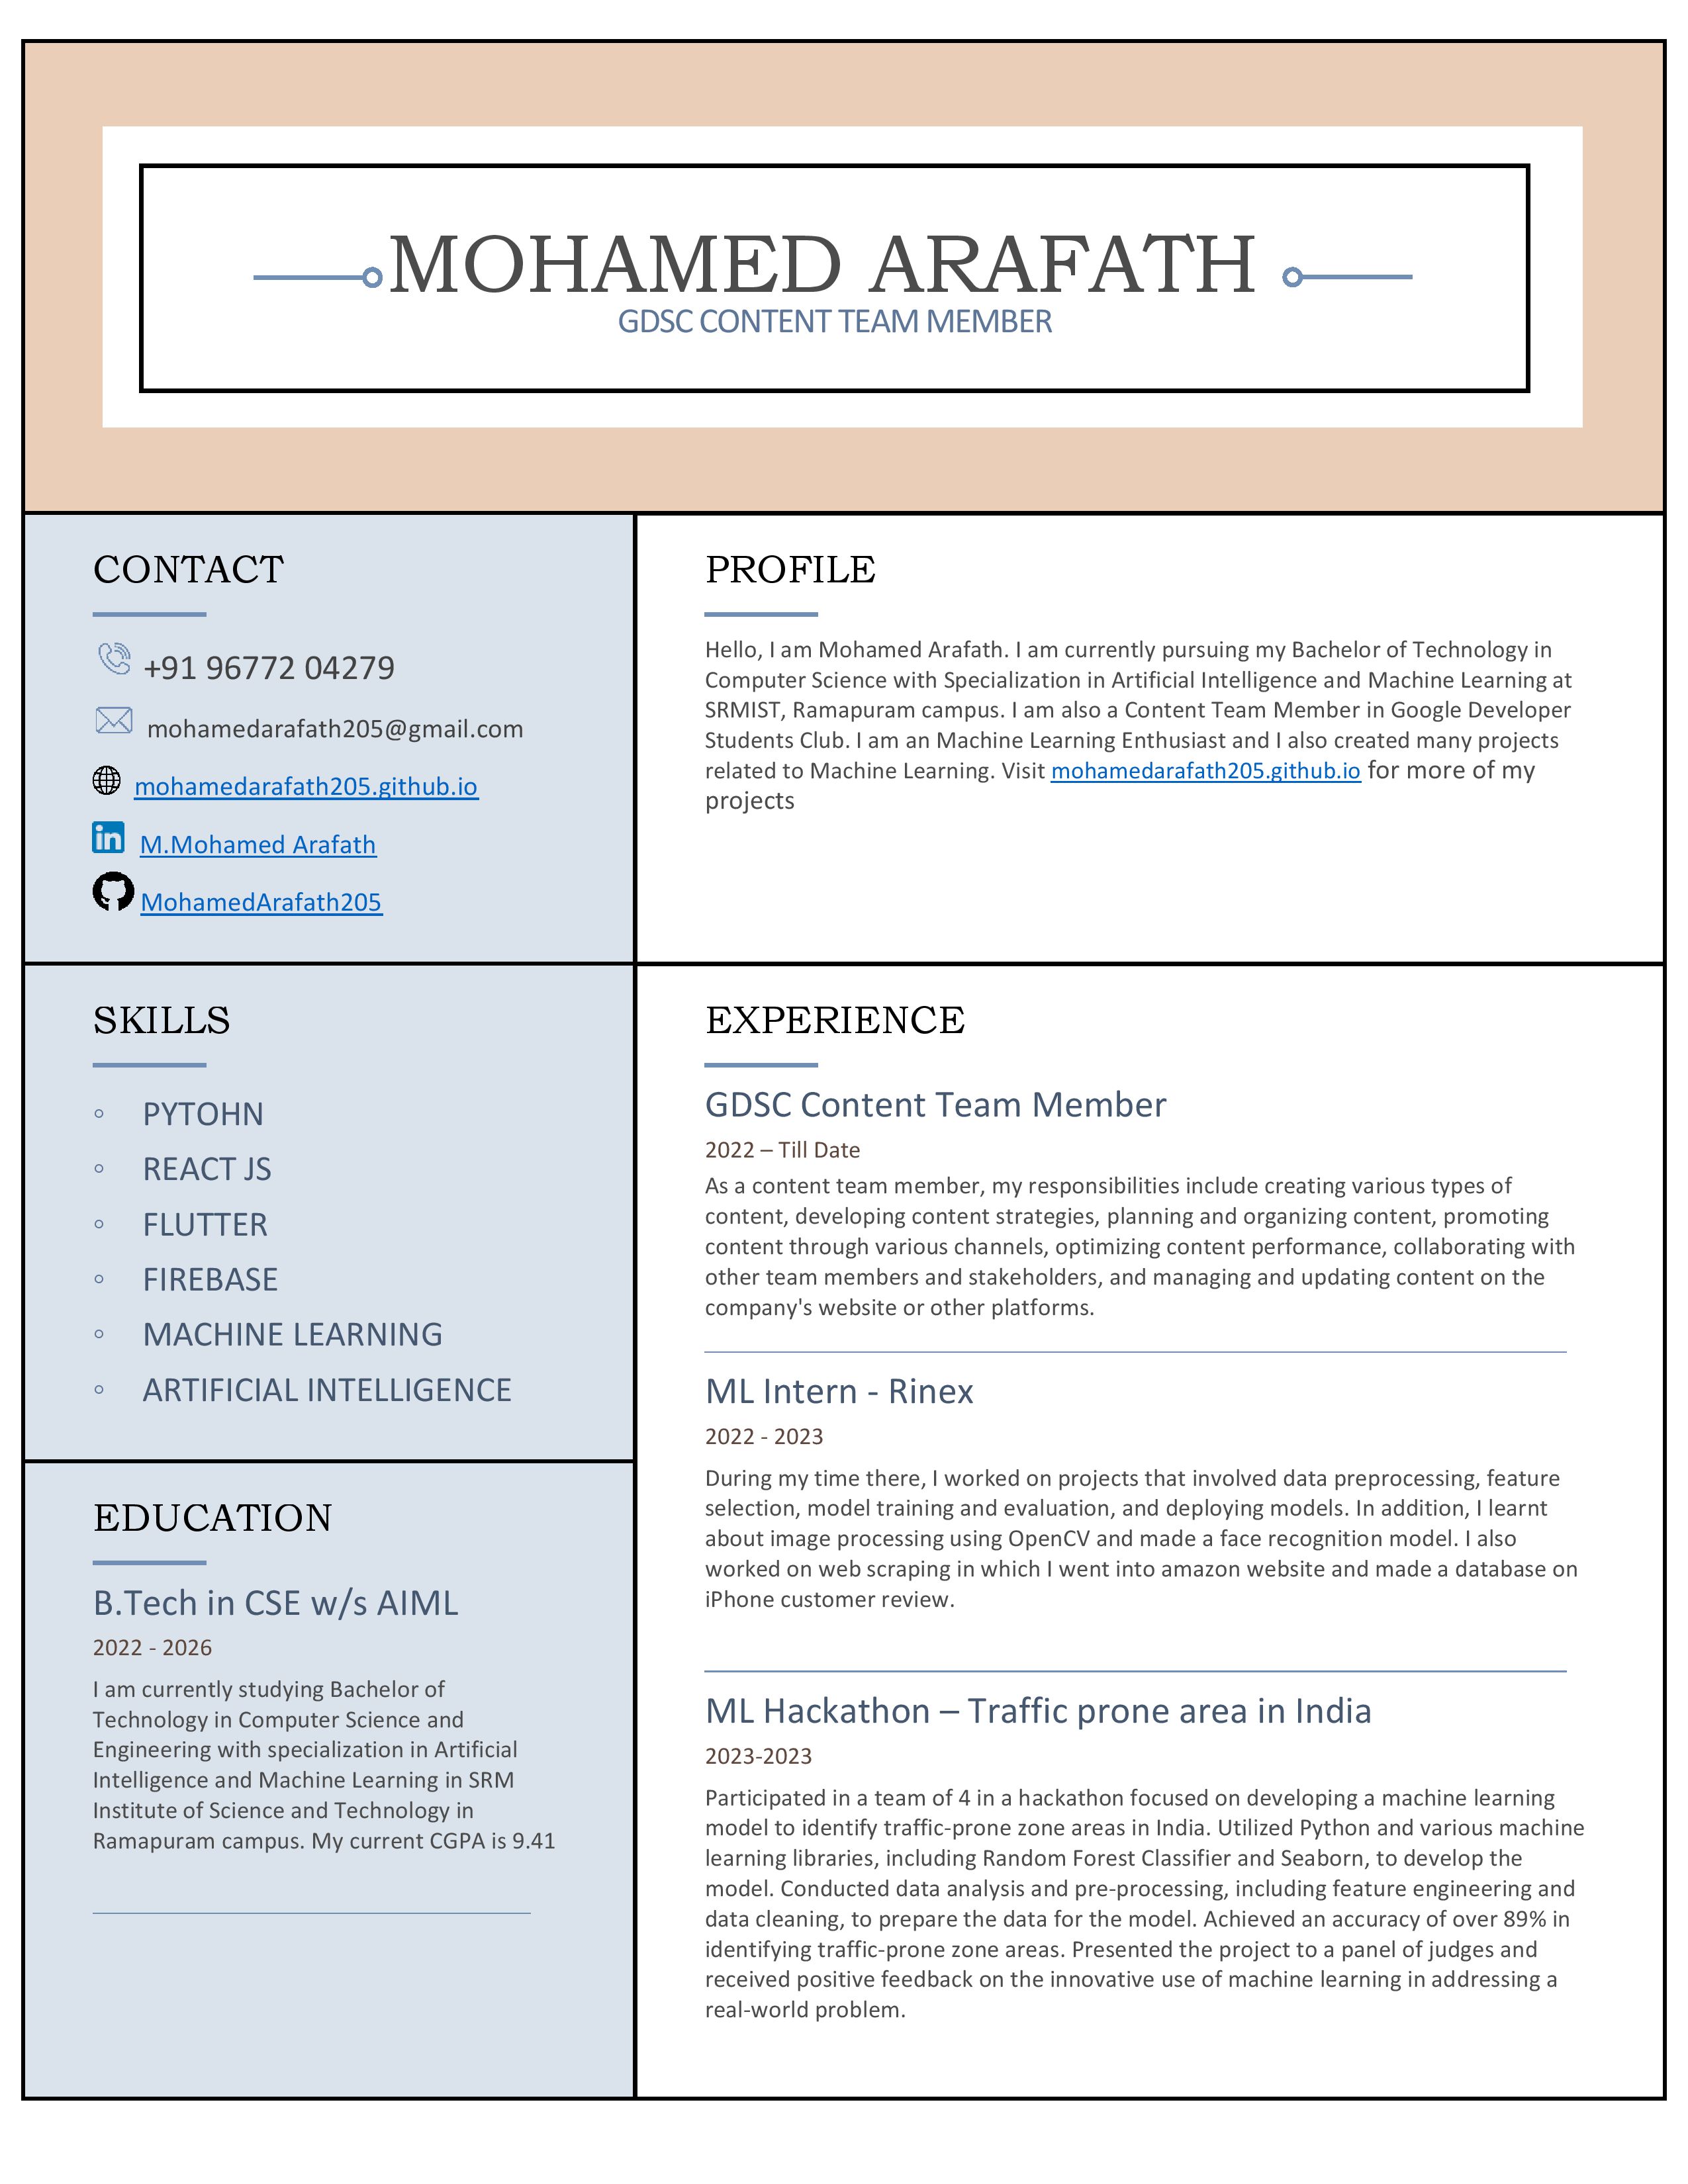 MOHAMED ARAFATH
GDSC CONTENT TEAM MEMBER
CONTACT
+91 96772 04279
mohamedarafath205@gmail.com
mohamedarafath205.github.io
in M.Mohamed Arafath
MohamedArafath205
PROFILE
Hello, I am Mohamed Arafath. I am currently pursuing my Bachelor of Technology in
Computer Science with Specialization in Artificial Intelligence and Machine Learning at
SRMIST, Ramapuram campus. I am also a Content Team Member in Google Developer
Students Club. I am an Machine Learning Enthusiast and I also created many projects
related to Machine Learning. Visit mohamedarafath205.github.io for more of my
projects
SKILLS
◦ PYTOHN
◦ REACT JS
◦ FLUTTER
◦ FIREBASE
◦ MACHINE LEARNING
◦ ARTIFICIAL INTELLIGENCE
EDUCATION
B.Tech in CSE w/s AIML
2022 - 2026
I am currently studying Bachelor of
Technology in Computer Science and
Engineering with specialization in Artificial
Intelligence and Machine Learning in SRM
Institute of Science and Technology in
Ramapuram campus. My current CGPA is 9.41
EXPERIENCE
GDSC Content Team Member
2022 – Till Date
As a content team member, my responsibilities include creating various types of
content, developing content strategies, planning and organizing content, promoting
content through various channels, optimizing content performance, collaborating with
other team members and stakeholders, and managing and updating content on the
company's website or other platforms.
ML Intern - Rinex
2022 - 2023
During my time there, I worked on projects that involved data preprocessing, feature
selection, model training and evaluation, and deploying models. In addition, I learnt
about image processing using OpenCV and made a face recognition model. I also
worked on web scraping in which I went into amazon website and made a database on
iPhone customer review.
ML Hackathon – Traffic prone area in India
2023-2023
Participated in a team of 4 in a hackathon focused on developing a machine learning
model to identify traffic-prone zone areas in India. Utilized Python and various machine
learning libraries, including Random Forest Classifier and Seaborn, to develop the
model. Conducted data analysis and pre-processing, including feature engineering and
data cleaning, to prepare the data for the model. Achieved an accuracy of over 89% in
identifying traffic-prone zone areas. Presented the project to a panel of judges and
received positive feedback on the innovative use of machine learning in addressing a
real-world problem.